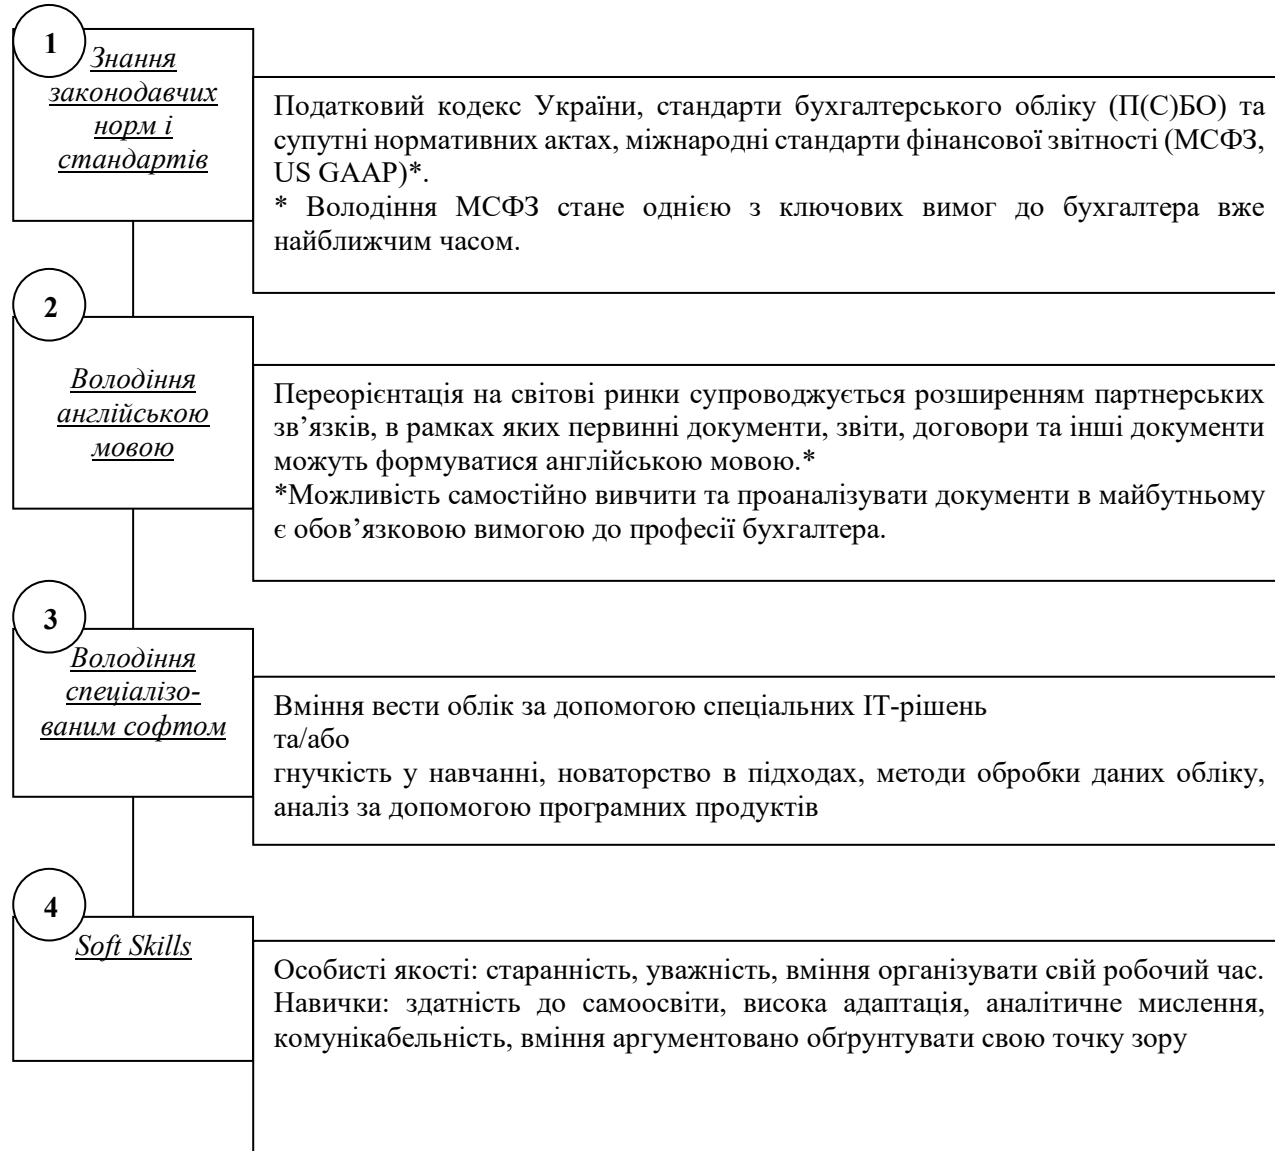 1
Знання
законодавчих
норм і
стандартів
Податковий кодекс України, стандарти бухгалтерського обліку (П(С)БО) та
супутні нормативних актах, міжнародні стандарти фінансової звітності (МСФЗ,
US GAAP)*.
* Володіння МСФЗ стане однією з ключових вимог до бухгалтера вже
найближчим часом.
2
Володіння
англійською
мовою
Переорієнтація на світові ринки супроводжується розширенням партнерських
зв’язків, в рамках яких первинні документи, звіти, договори та інші документи
можуть формуватися англійською мовою.*
*Можливість самостійно вивчити та проаналізувати документи в майбутньому
є обов’язковою вимогою до професії бухгалтера.
3
Володіння
спеціалізо-
ваним софтом
Вміння вести облік за допомогою спеціальних ІТ-рішень
та/або
гнучкість у навчанні, новаторство в підходах, методи обробки даних обліку,
аналіз за допомогою програмних продуктів
4
Soft Skills
Особисті якості: старанність, уважність, вміння організувати свій робочий час.
Навички: здатність до самоосвіти, висока адаптація, аналітичне мислення,
комунікабельність, вміння аргументовано обґрунтувати свою точку зору